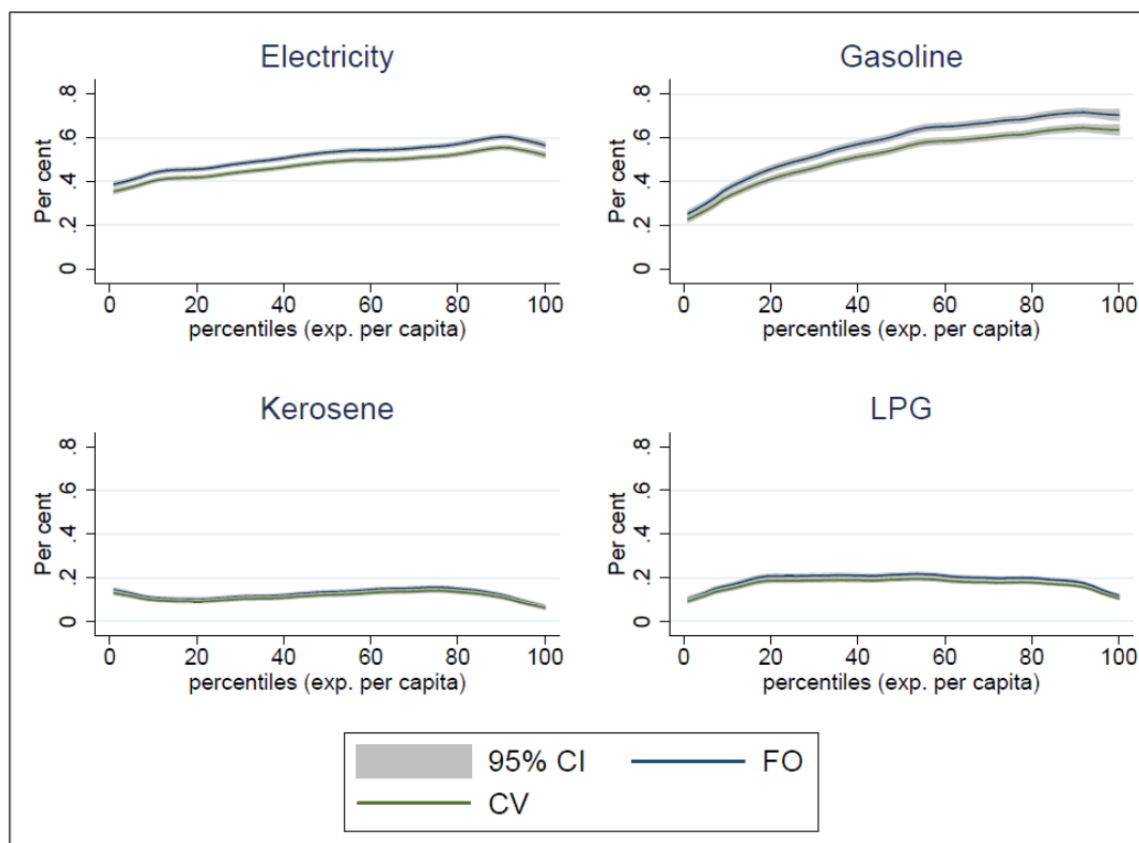 Electricity
Per cent
0 .2 .4 .6 .8
0 20 40 60 80 100
percentiles (exp. per capita)
Gasoline
Per cent
0 .2 .4 .6 .8
0 20 40 60 80 100
percentiles (exp. per capita)
Kerosene
Per cent
0 .2 .4 .6 .8
0 20 40 60 80 100
percentiles (exp. per capita)
LPG
Per cent
0 .2 .4 .6 .8
0 20 40 60 80 100
percentiles (exp. per capita)
95% CI FO
CV